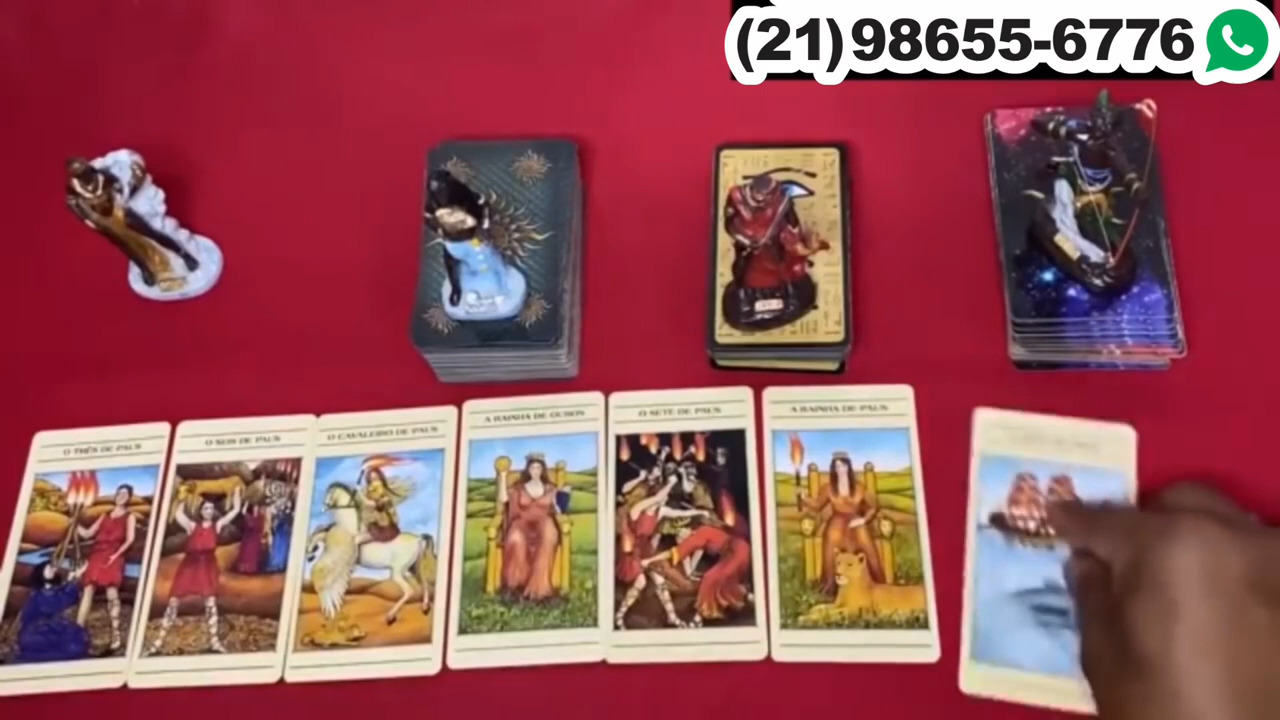 (21)98655-6776
O TRÊS DE PAUS
O SEIS DE PAUS
O CAVALEIRO DE PAUS
A RAINHA DE OUROS
O SETE DE PAUS
A RAINHA DE PAUS